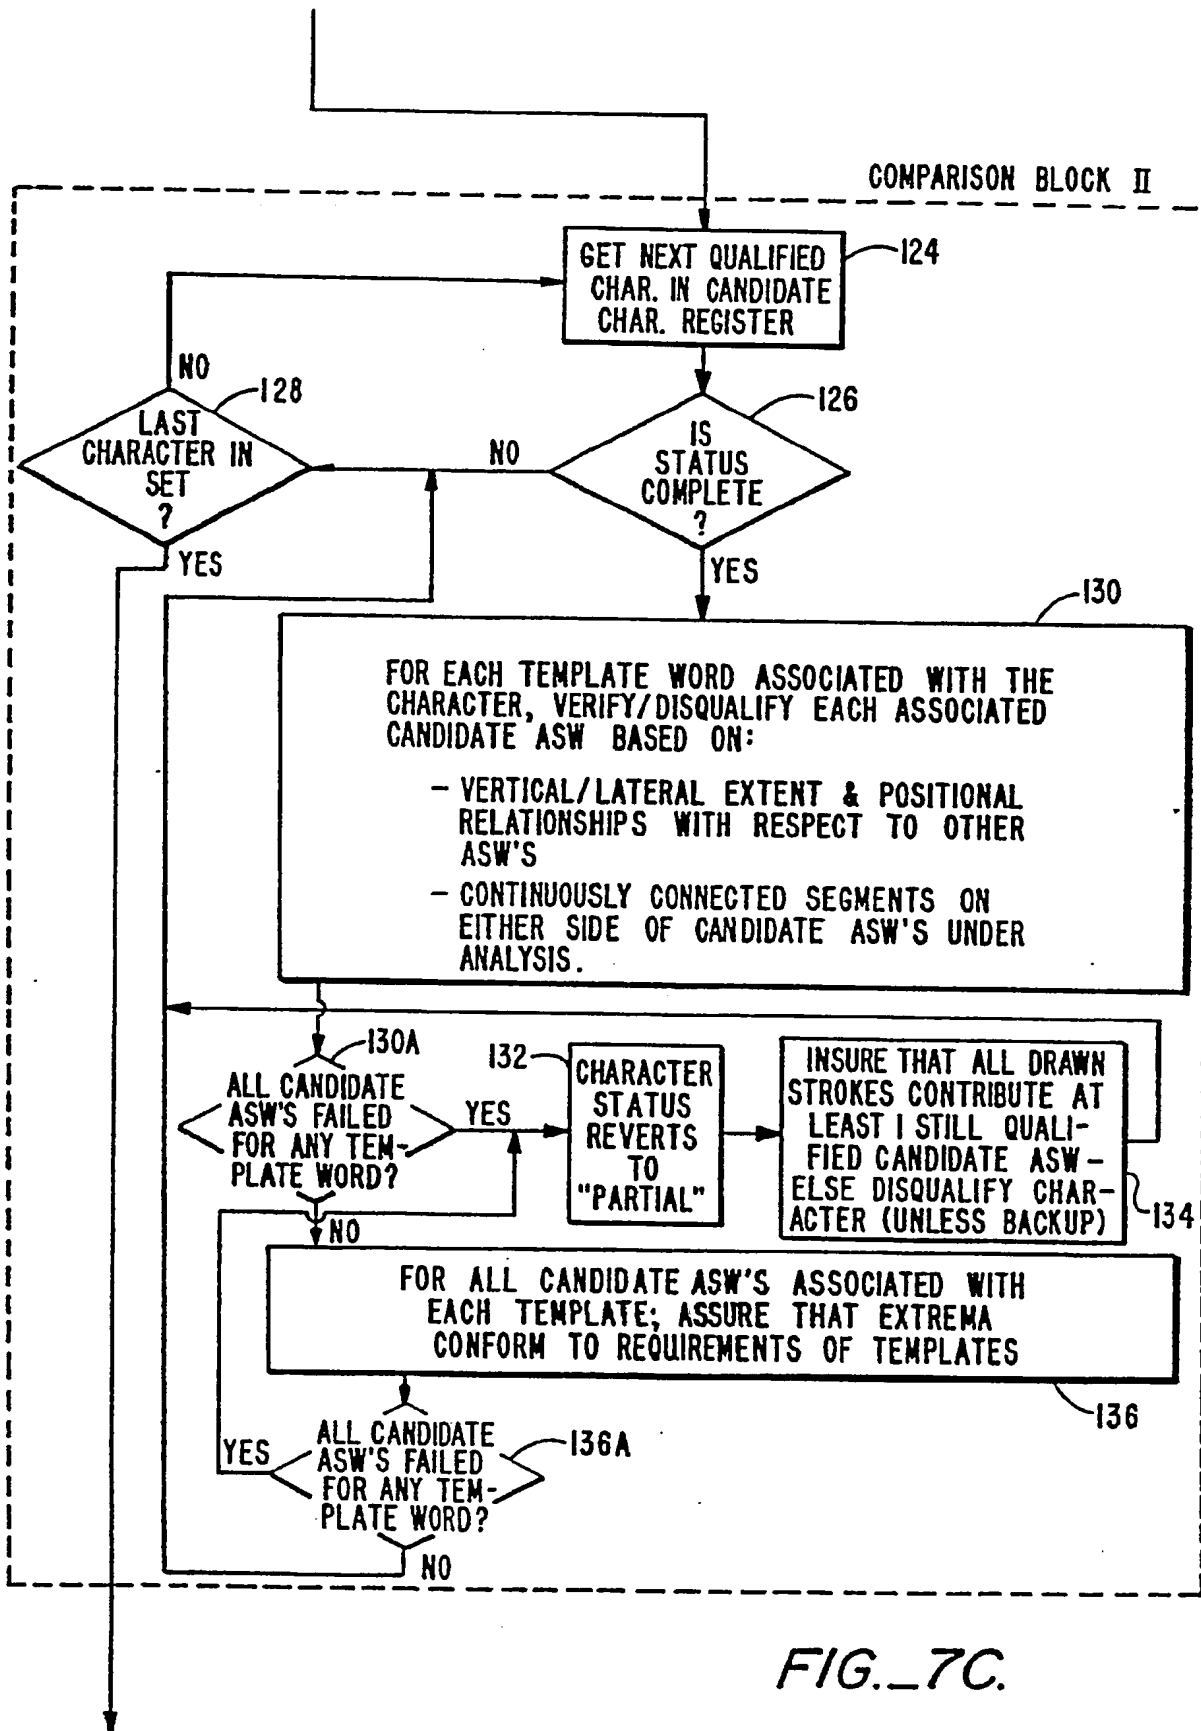 COMPARISON BLOCK II
GET NEXT QUALIFIED
CHAR. IN CANDIDATE
CHAR. REGISTER
124
NO
128
LAST
CHARACTER IN
SET
?
YES
NO
126
IS
STATUS
COMPLETE
?
YES
130
FOR EACH TEMPLATE WORD ASSOCIATED WITH THE
CHARACTER, VERIFY/DISQUALIFY EACH ASSOCIATED
CANDIDATE ASW BASED ON:
- VERTICAL/LATERAL EXTENT & POSITIONAL
RELATIONSHIPS WITH RESPECT TO OTHER
ASW'S
- CONTINUOUSLY CONNECTED SEGMENTS ON
EITHER SIDE OF CANDIDATE ASW'S UNDER
ANALYSIS.
130A
ALL CANDIDATE
ASW'S FAILED
FOR ANY TEM-
PLATE WORD?
YES
NO
132
CHARACTER
STATUS
REVERTS
TO
"PARTIAL"
INSURE THAT ALL DRAWN
STROKES CONTRIBUTE AT
LEAST 1 STILL QUALI-
FIED CANDIDATE ASW-
ELSE DISQUALIFY CHAR-
ACTER (UNLESS BACKUP)
134
FOR ALL CANDIDATE ASW'S ASSOCIATED WITH
EACH TEMPLATE; ASSURE THAT EXTREMA
CONFORM TO REQUIREMENTS OF TEMPLATES
136
YES
ALL CANDIDATE
ASW'S FAILED
FOR ANY TEM-
PLATE WORD?
136A
NO
FIG._7C.